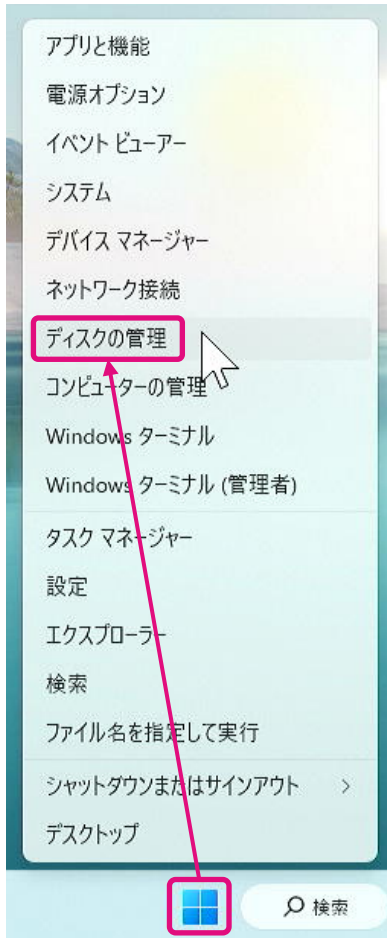 アプリと機能
電源オプション
イベント ビューアー
システム
デバイス マネージャー
ネットワーク接続
ディスクの管理
コンピューターの管理
Windows ターミナル
Windows ターミナル (管理者)
タスク マネージャー
設定
エクスプローラー
検索
ファイル名を指定して実行
シャットダウンまたはサインアウト
デスクトップ
検索